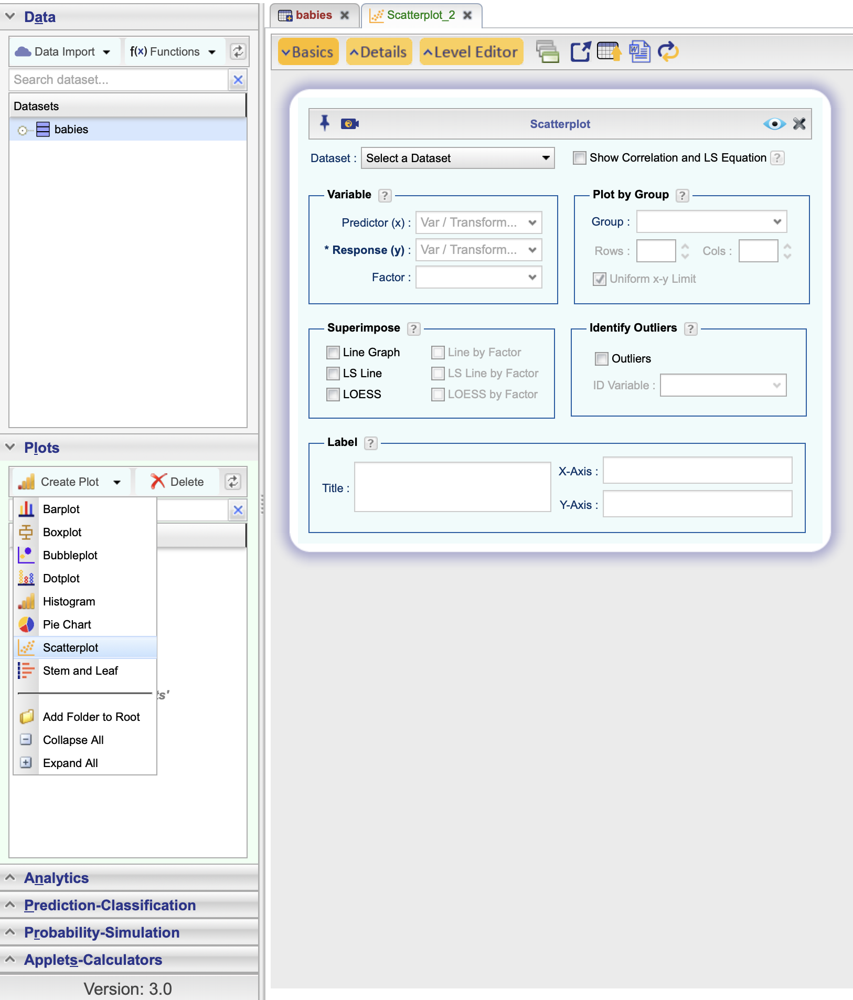 Data
Data Import
f(x) Functions
Search dataset...
Datasets
babies
Plots
Create Plot
Delete
Barplot
Boxplot
Bubbleplot
Dotplot
Histogram
Pie Chart
Scatterplot
Stem and Leaf
ts'
Add Folder to Root
Collapse All
Expand All
Analytics
Prediction-Classification
Probability-Simulation
Applets-Calculators
Version: 3.0
babies
Scatterplot_2
Basics
Details
Level Editor
Scatterplot
Dataset : Select a Dataset
Show Correlation and LS Equation ?
Variable ?
Predictor (x) : Var / Transform...
* Response (y) : Var / Transform...
Factor :
Plot by Group ?
Group :
Rows : Cols :
Uniform x-y Limit
Superimpose ?
Line Graph Line by Factor
LS Line LS Line by Factor
LOESS LOESS by Factor
Identify Outliers ?
Outliers
ID Variable :
Label ?
Title :
X-Axis :
Y-Axis :